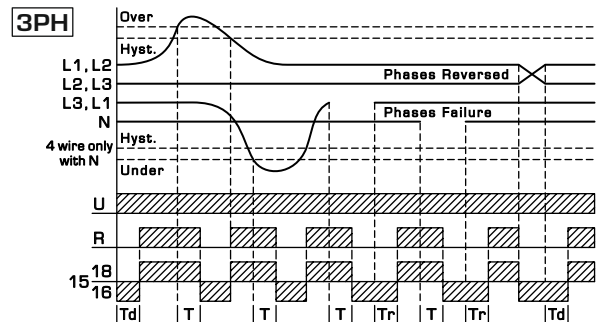 3PH
Over
Hyst.
L1, L2
Phases Reversed
L2, L3
L3, L1
Phases Failure
N
Hyst.
4 wire only
with N
Under
U
R
18
15
16
Td T T T Tr T Tr Td